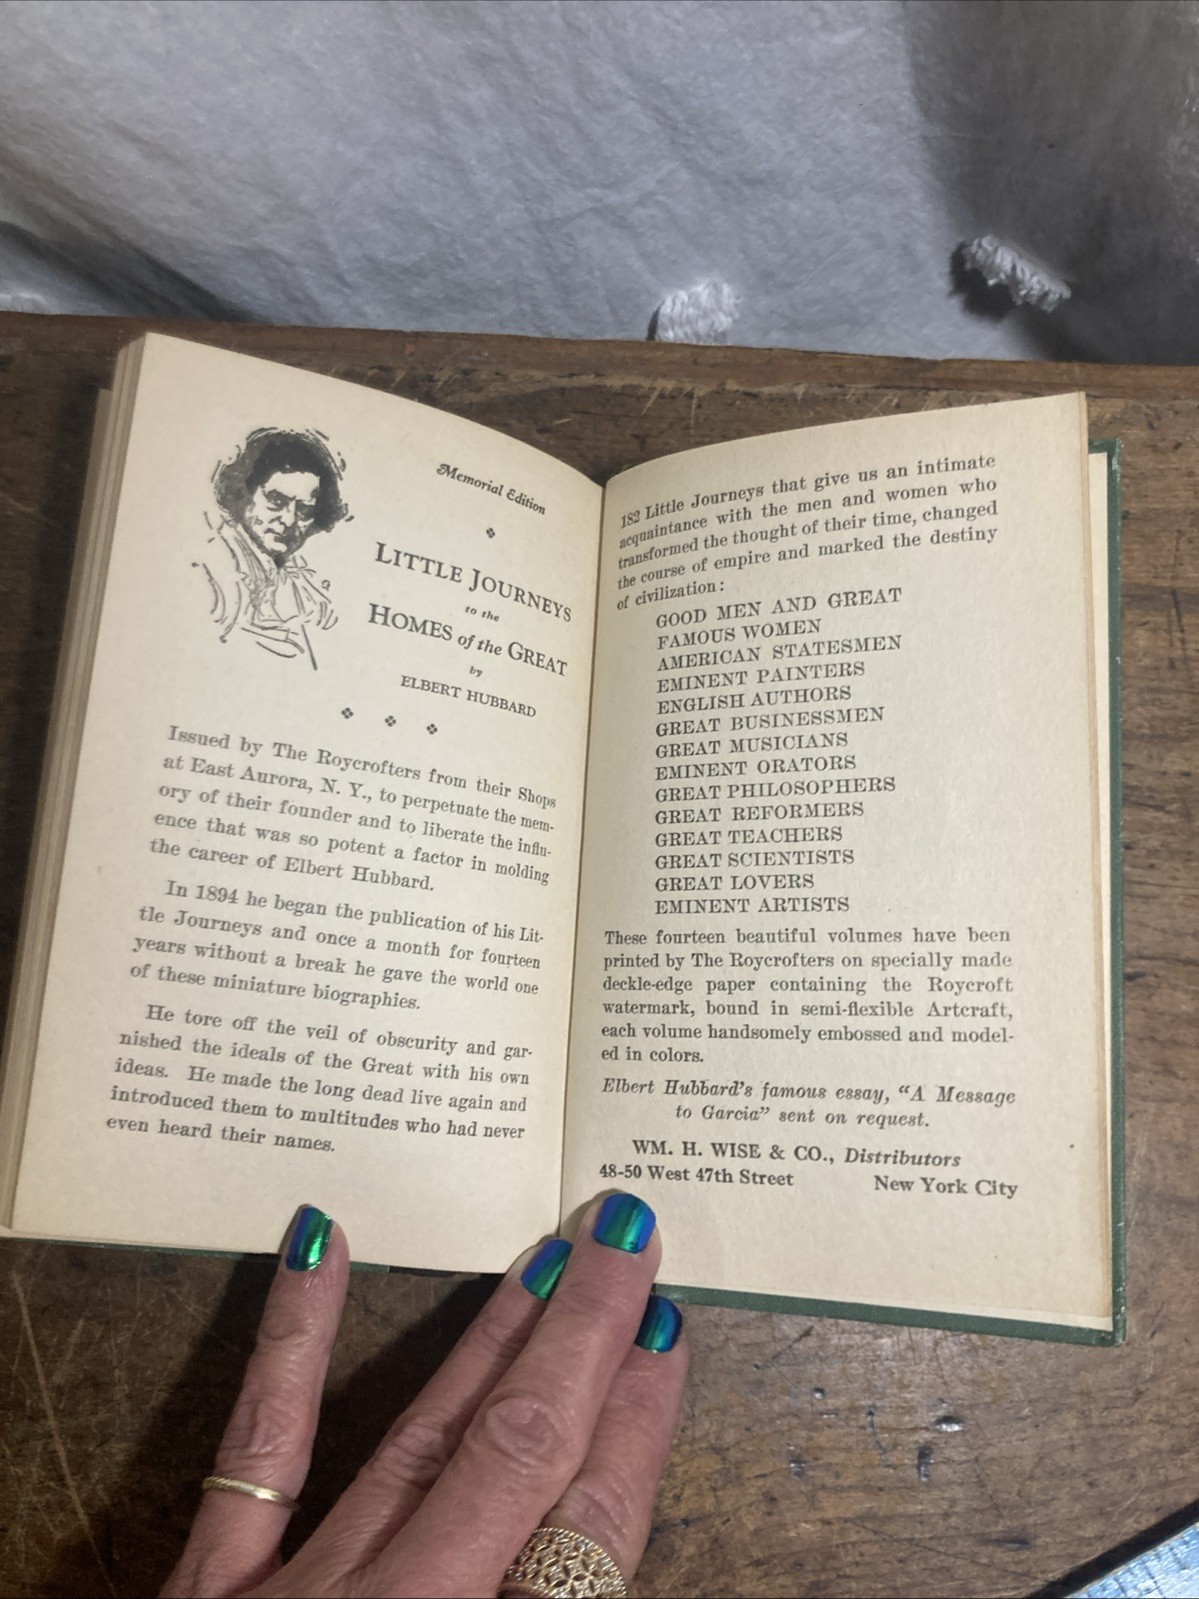 Memorial Edition
LITTLE JOURNEYS
to the
HOMES of the GREAT
by
ELBERT HUBBARD
Issued by The Roycrofters from their Shops
at East Aurora, N. Y., to perpetuate the mem-
ory of their founder and to liberate the influ-
ence that was so potent a factor in molding
the career of Elbert Hubbard.
In 1894 he began the publication of his Lit-
tle Journeys and once a month for fourteen
years without a break he gave the world one
of these miniature biographies.
He tore off the veil of obscurity and gar-
nished the ideals of the Great with his own
ideas. He made the long dead live again and
introduced them to multitudes who had never
even heard their names.
182 Little Journeys that give us an intimate
acquaintance with the men and women who
transformed the thought of their time, changed
the course of empire and marked the destiny
of civilization:
GOOD MEN AND GREAT
FAMOUS WOMEN
AMERICAN STATESMEN
EMINENT PAINTERS
ENGLISH AUTHORS
GREAT BUSINESSMEN
GREAT MUSICIANS
EMINENT ORATORS
GREAT PHILOSOPHERS
GREAT REFORMERS
GREAT TEACHERS
GREAT SCIENTISTS
GREAT LOVERS
EMINENT ARTISTS
These fourteen beautiful volumes have been
printed by The Roycrofters on specially made
deckle-edge paper containing the Roycroft
watermark, bound in semi-flexible Artcraft,
each volume handsomely embossed and model-
ed in colors.
Elbert Hubbard's famous essay, "A Message
to Garcia" sent on request.
WM. H. WISE & CO., Distributors
48-50 West 47th Street New York City